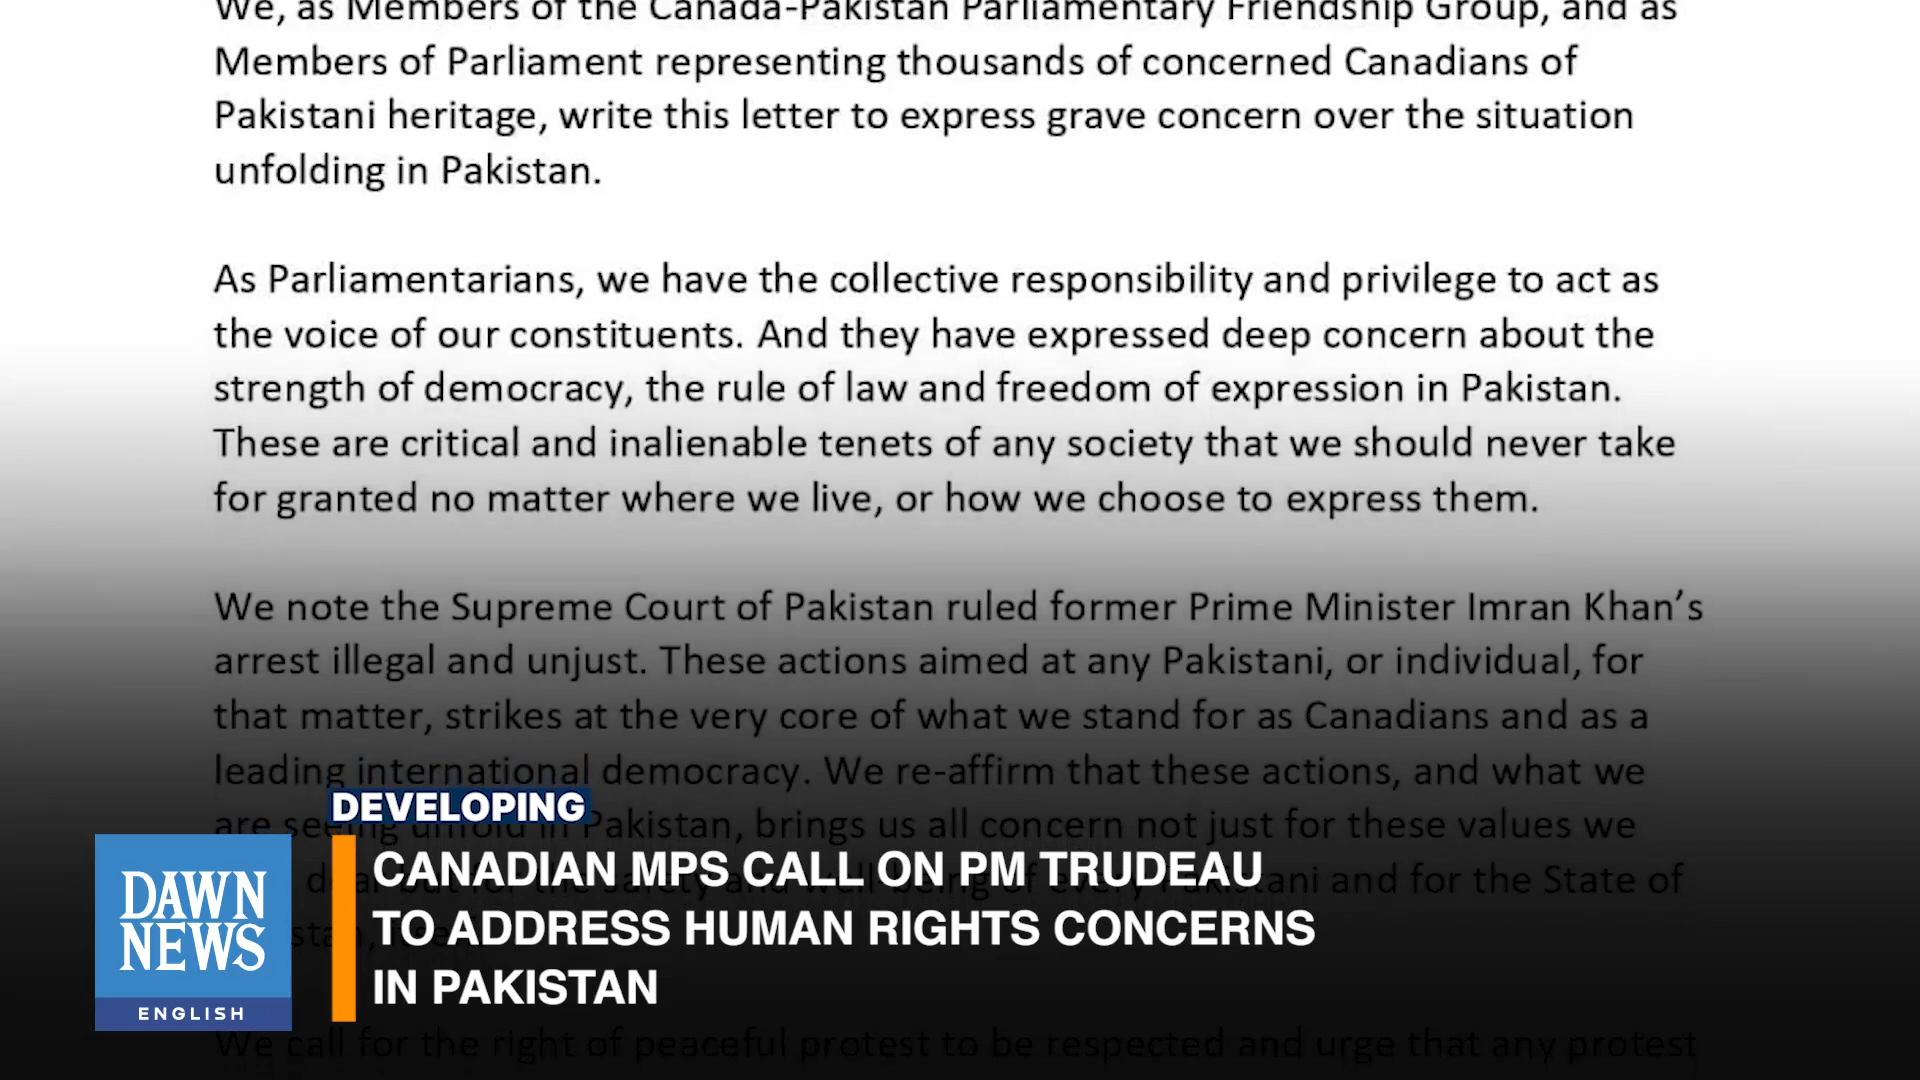 We, as Members of the Canada-Pakistan Parliamentary Friendship Group, and as
Members of Parliament representing thousands of concerned Canadians of
Pakistani heritage, write this letter to express grave concern over the situation
unfolding in Pakistan.
As Parliamentarians, we have the collective responsibility and privilege to act as
the voice of our constituents. And they have expressed deep concern about the
strength of democracy, the rule of law and freedom of expression in Pakistan.
These are critical and inalienable tenets of any society that we should never take
for granted no matter where we live, or how we choose to express them.
We note the Supreme Court of Pakistan ruled former Prime Minister Imran Khan’s
arrest illegal and unjust. These actions aimed at any Pakistani, or individual, for
that matter, strikes at the very core of what we stand for as Canadians and as a
leading international democracy. We re-affirm that these actions, and what we
are seeing unfold in Pakistan, brings us all concern not just for these values we
and for the State of
We call for the right of peaceful protest to be respected and urge that any protest
DEVELOPING
CANADIAN MPS CALL ON PM TRUDEAU
TO ADDRESS HUMAN RIGHTS CONCERNS
IN PAKISTAN
DAWN
NEWS
ENGLISH